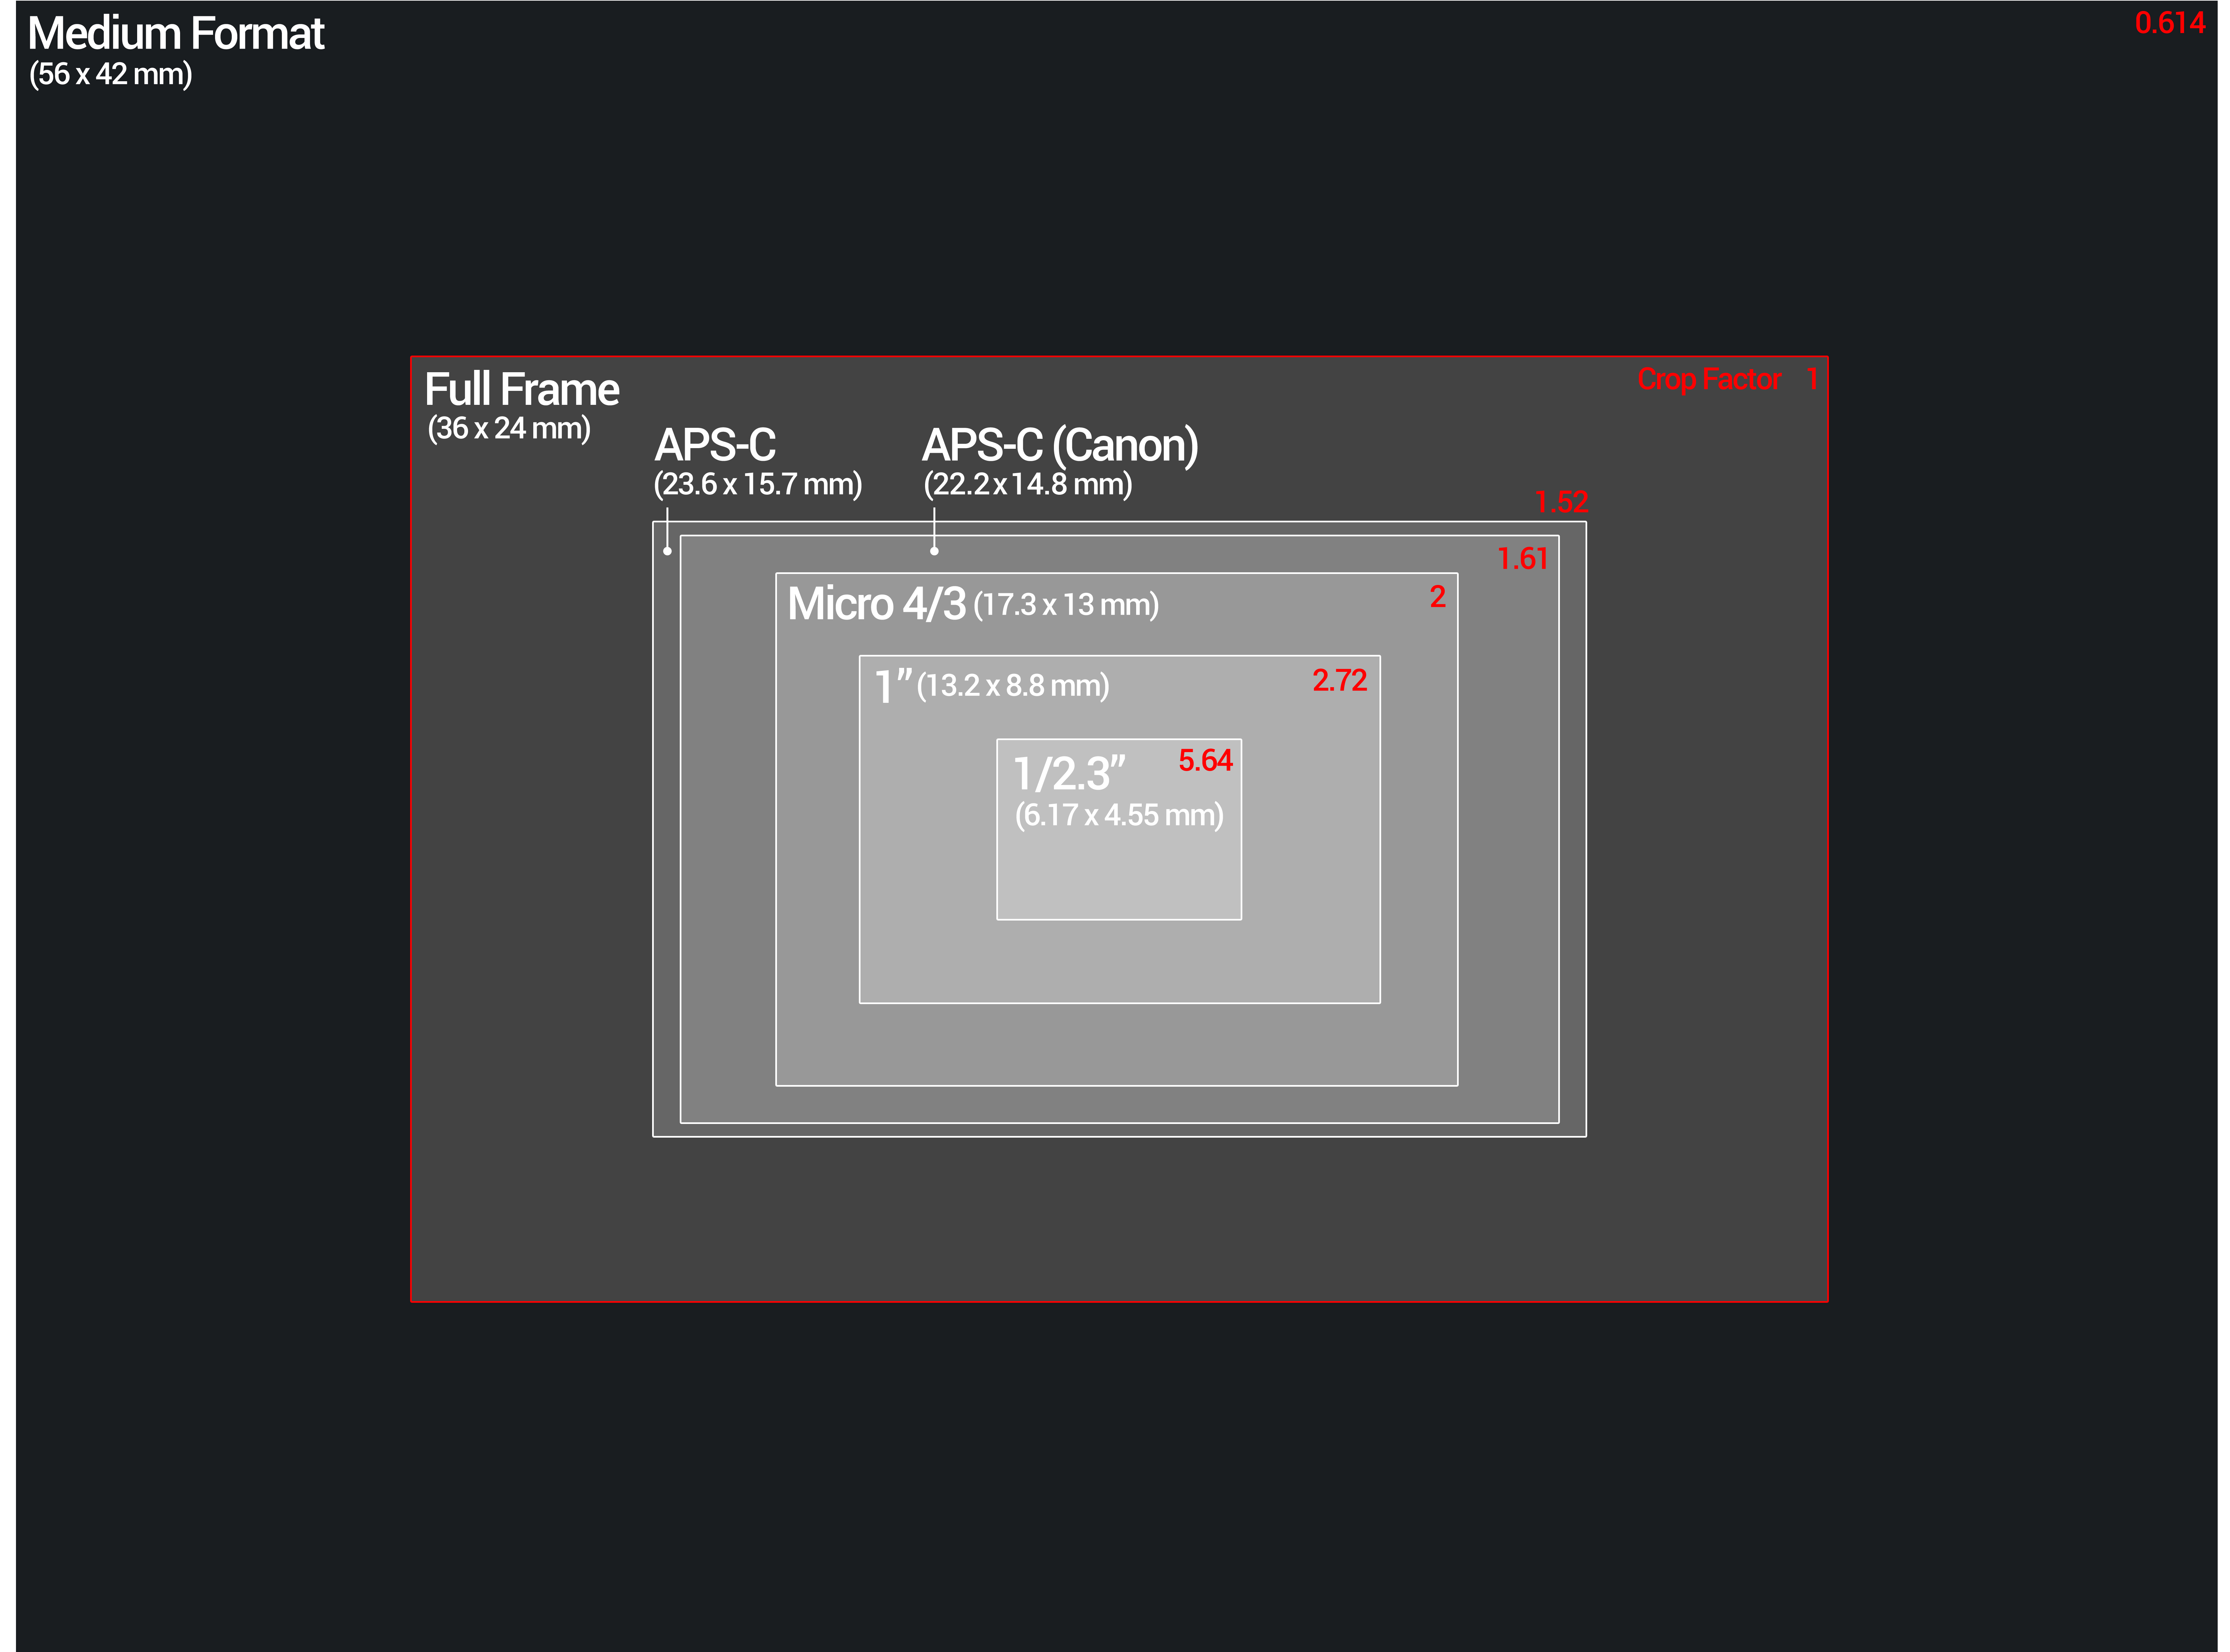 Medium Format 0.614
(56 x 42 mm)
Full Frame Crop Factor 1
(36 x 24 mm)
APS-C APS-C (Canon)
(23.6 x 15.7 mm) (22.2 x 14.8 mm)
1.52
1.61
Micro 4/3 (17.3 x 13 mm) 2
1” (13.2 x 8.8 mm) 2.72
1/2.3” 5.64
(6.17 x 4.55 mm)